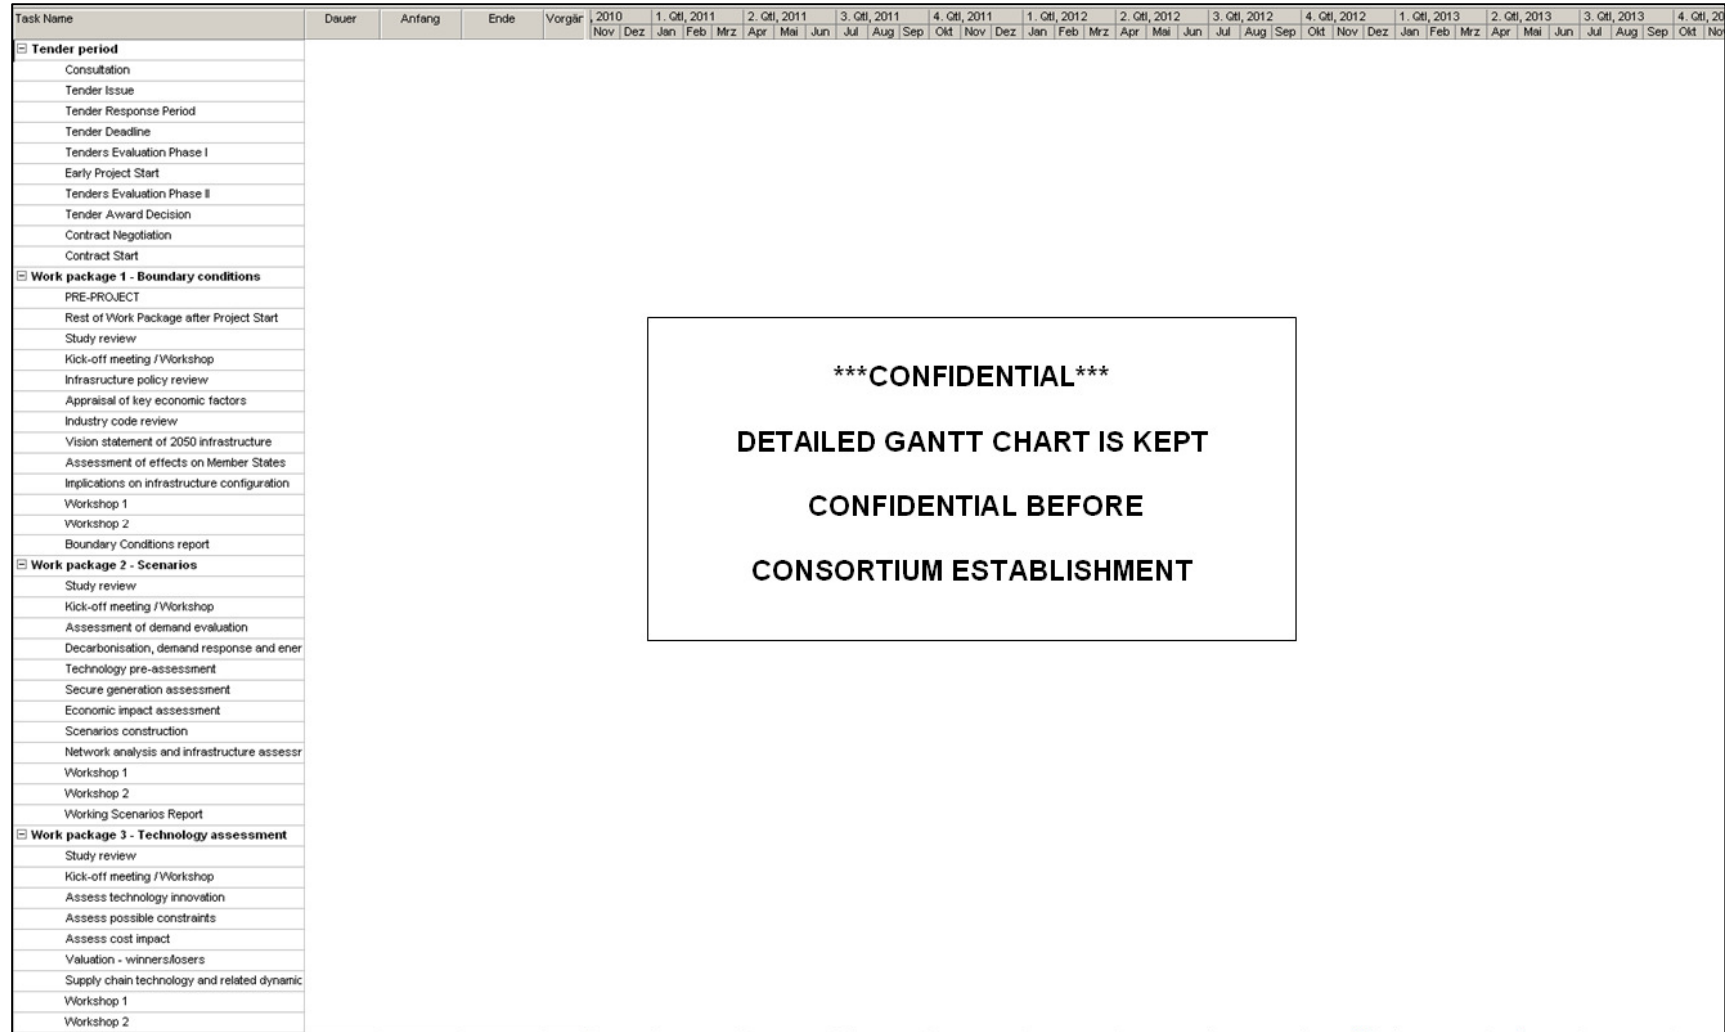 Task Name Dauer Anfang Ende Vorgär , 2010 1. Qtl, 2011 2. Qtl, 2011 3. Qtl, 2011 4. Qtl, 2011 1. Qtl, 2012 2. Qtl, 2012 3. Qtl, 2012 4. Qtl, 2012 1. Qtl, 2013 2. Qtl, 2013 3. Qtl, 2013 4. Qtl, 20
Nov Dez Jan Feb Mrz Apr Mai Jun Jul Aug Sep Okt Nov Dez Jan Feb Mrz Apr Mai Jun Jul Aug Sep Okt Nov Dez Jan Feb Mrz Apr Mai Jun Jul Aug Sep Okt No
Tender period
Consultation
Tender Issue
Tender Response Period
Tender Deadline
Tenders Evaluation Phase I
Early Project Start
Tenders Evaluation Phase II
Tender Award Decision
Contract Negotiation
Contract Start
Work package 1 - Boundary conditions
PRE-PROJECT
Rest of Work Package after Project Start
Study review
Kick-off meeting / Workshop
Infrasructure policy review
Appraisal of key economic factors
Industry code review
Vision statement of 2050 infrastructure
Assessment of effects on Member States
Implications on infrastructure configuration
Workshop 1
Workshop 2
Boundary Conditions report
Work package 2 - Scenarios
Study review
Kick-off meeting / Workshop
Assessment of demand evaluation
Decarbonisation, demand response and ener
Technology pre-assessment
Secure generation assessment
Economic impact assessment
Scenarios construction
Network analysis and infrastructure assessr
Workshop 1
Workshop 2
Working Scenarios Report
Work package 3 - Technology assessment
Study review
Kick-off meeting / Workshop
Assess technology innovation
Assess possible constraints
Assess cost impact
Valuation - winners/losers
Supply chain technology and related dynamic
Workshop 1
Workshop 2
***CONFIDENTIAL***
DETAILED GANTT CHART IS KEPT
CONFIDENTIAL BEFORE
CONSORTIUM ESTABLISHMENT